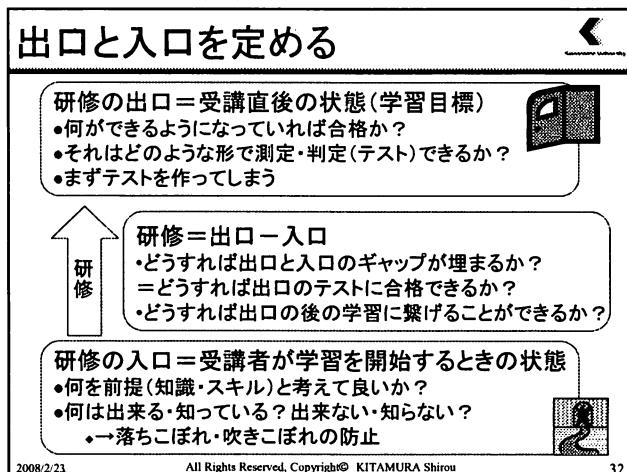 出口と入口を定める
研修の出口＝受講直後の状態（学習目標）
•何ができるようになっていれば合格か？
•それはどのような形で測定・判定（テスト）できるか？
•まずテストを作ってしまう
研修
研修＝出口－入口
・どうすれば出口と入口のギャップが埋まるか？
＝どうすれば出口のテストに合格できるか？
・どうすれば出口の後の学習に繋げることができるか？
研修の入口＝受講者が学習を開始するときの状態
•何を前提（知識・スキル）と考えて良いか？
•何は出来る・知っている？出来ない・知らない？
◆→落ちこぼれ・吹きこぼれの防止
2008/2/23
All Rights Reserved, Copyright© KITAMURA Shirou
32